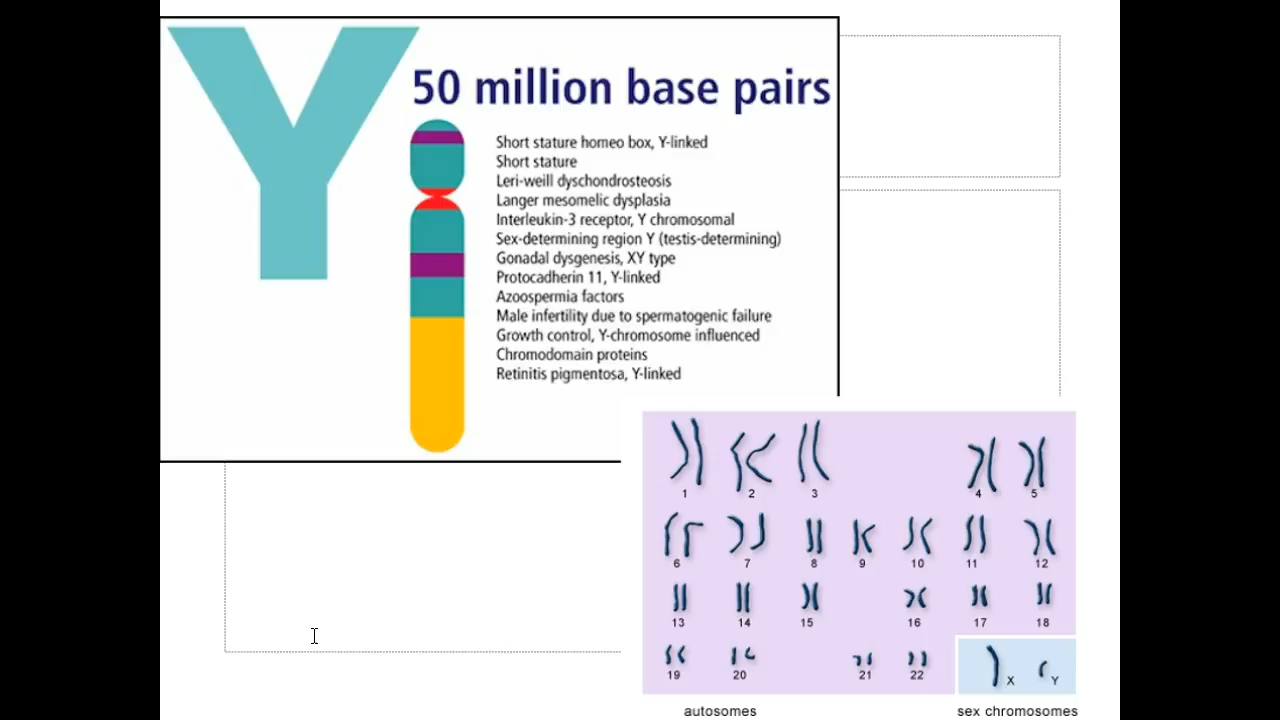 Y
50 million base pairs
Short stature homeo box, Y-linked
Short stature
Leri-weill dyschondrosteosis
Langer mesomelic dysplasia
Interleukin-3 receptor, Y chromosomal
Sex-determining region Y (testis-determining)
Gonadal dysgenesis, XY type
Protocadherin 11, Y-linked
Azoospermia factors
Male infertility due to spermatogenic failure
Growth control, Y-chromosome influenced
Chromodomain proteins
Retinitis pigmentosa, Y-linked
1 2 3 4 5
6 7 8 9 10 11 12
13 14 15 16 17 18
19 20 21 22 X Y
autosomes sex chromosomes